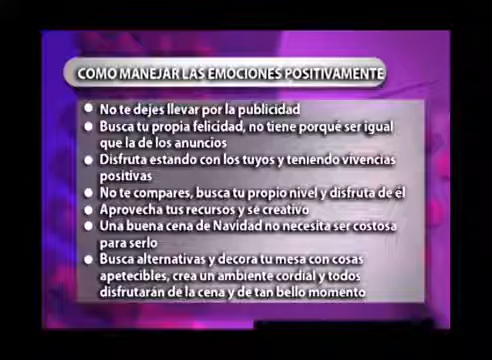 COMO MANEJAR LAS EMOCIONES POSITIVAMENTE
No te dejes llevar por la publicidad
Busca tu propia felicidad, no tiene porqué ser igual
que la de los anuncios
Disfruta estando con los tuyos y teniendo vivencias
positivas
No te compares, busca tu propio nivel y disfruta de él
Aprovecha tus recursos y sé creativo
Una buena cena de Navidad no necesita ser costosa
para serlo
Busca alternativas y decora tu mesa con cosas
apetecibles, crea un ambiente cordial y todos
disfrutarán de la cena y de tan bello momento